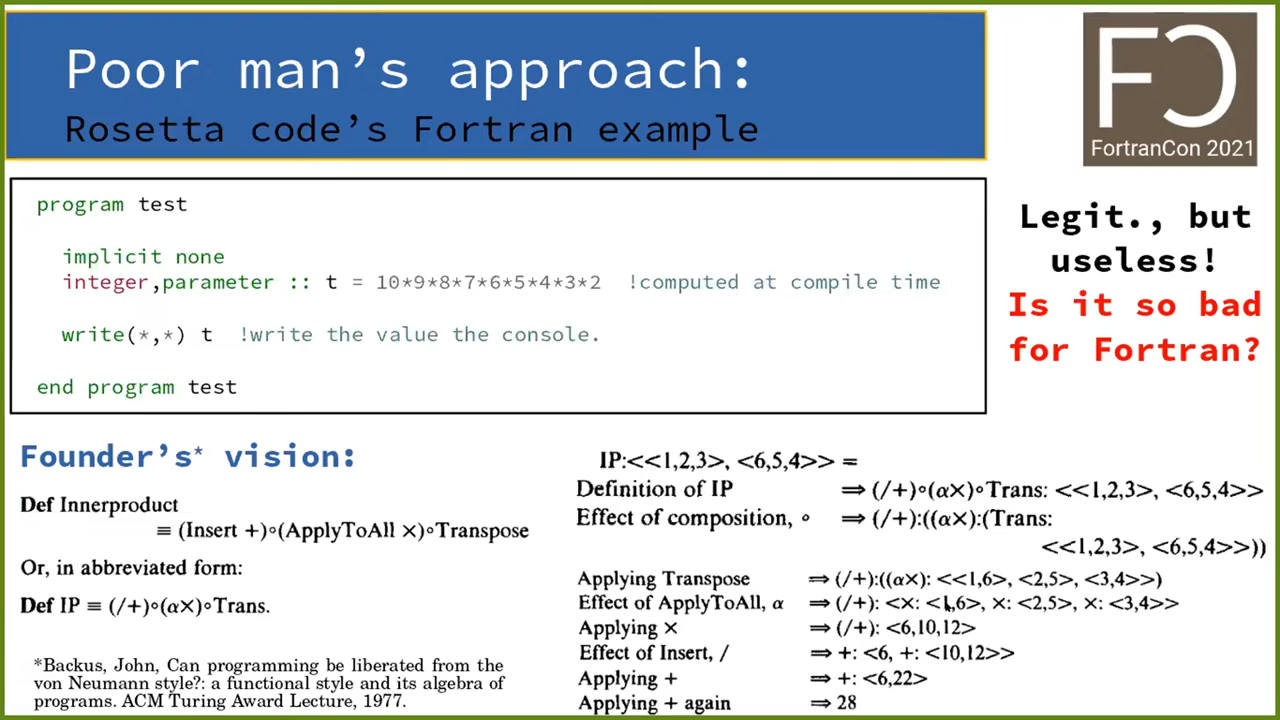 Poor man's approach:
Rosetta code's Fortran example
FC
FortranCon 2021
program test
implicit none
integer,parameter :: t = 10*9*8*7*6*5*4*3*2 !computed at compile time
write(*,*) t !write the value the console.
end program test
Legit., but
useless!
Is it so bad
for Fortran?
Founder's* vision:
Def Innerproduct
≡ (Insert +)∘(ApplyToAll ×)∘Transpose
Or, in abbreviated form:
Def IP ≡ (/+)∘(α×)∘Trans.
*Backus, John, Can programming be liberated from the
von Neumann style?: a functional style and its algebra of
programs. ACM Turing Award Lecture, 1977.
IP:<<1,2,3>, <6,5,4>> =
Definition of IP ⇒ (/+)∘(α×)∘Trans: <<1,2,3>, <6,5,4>>
Effect of composition, ∘ ⇒ (/+):((α×):(Trans:
<<1,2,3>, <6,5,4>>))
Applying Transpose ⇒ (/+):((α×): <<1,6>, <2,5>, <3,4>>)
Effect of ApplyToAll, α ⇒ (/+): <×: <1,6>, ×: <2,5>, ×: <3,4>>
Applying × ⇒ (/+): <6,10,12>
Effect of Insert, / ⇒ +: <6, +: <10,12>>
Applying + ⇒ +: <6,22>
Applying + again ⇒ 28